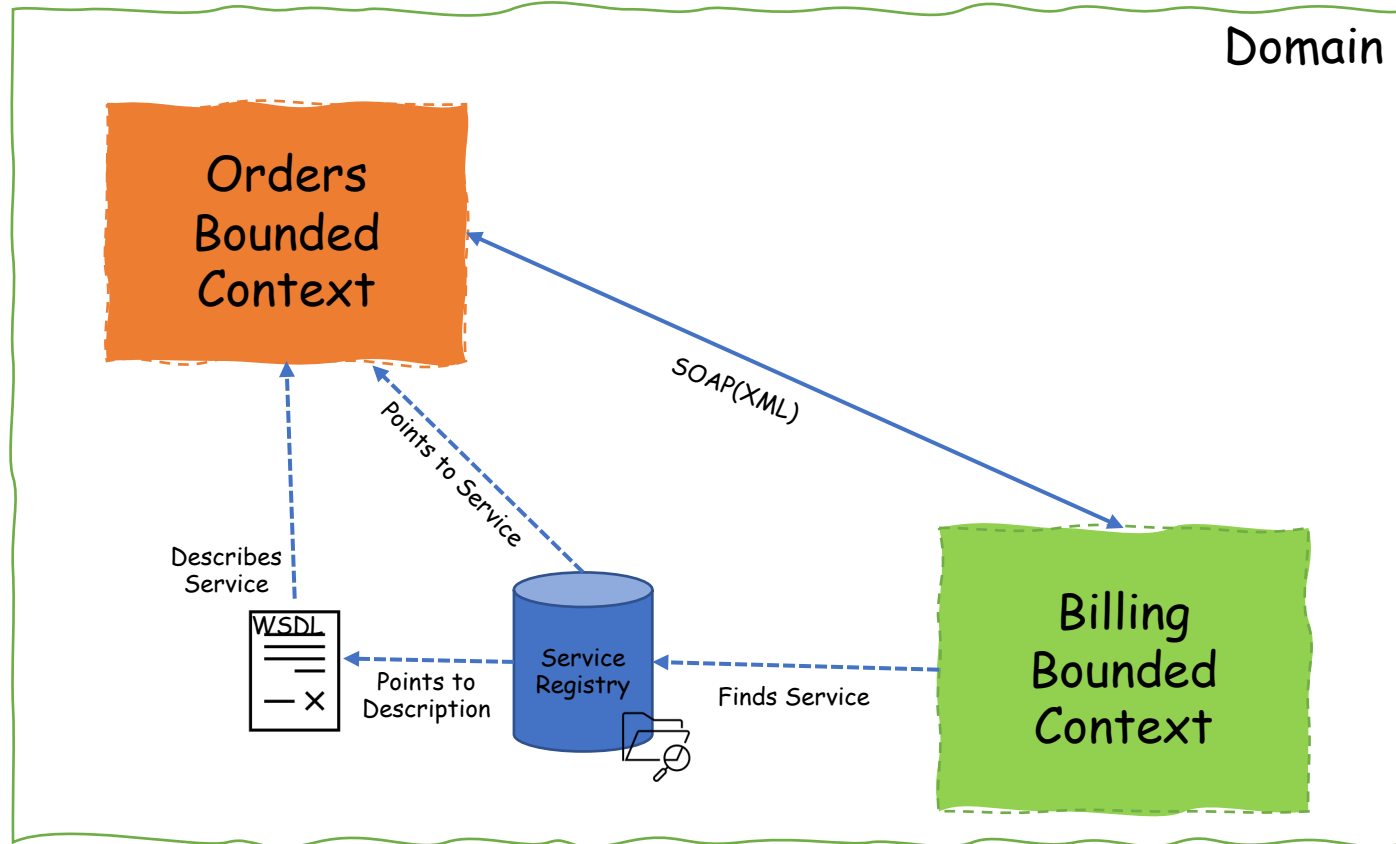 Domain
Orders
Bounded
Context
SOAP(XML)
Points to Service
Describes
Service
WSDL
Service
Registry
Points to
Description
Finds Service
Billing
Bounded
Context